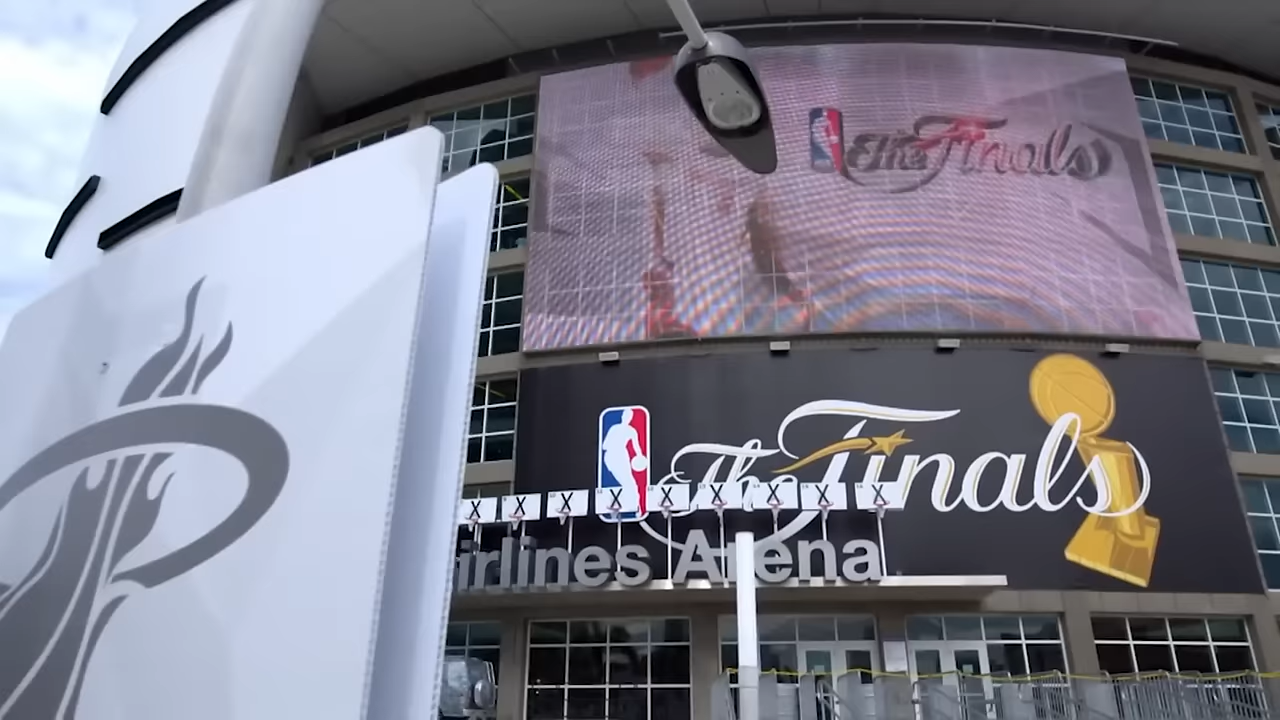 The Finals
The Finals
X X X X X X X X X
irlines Arena